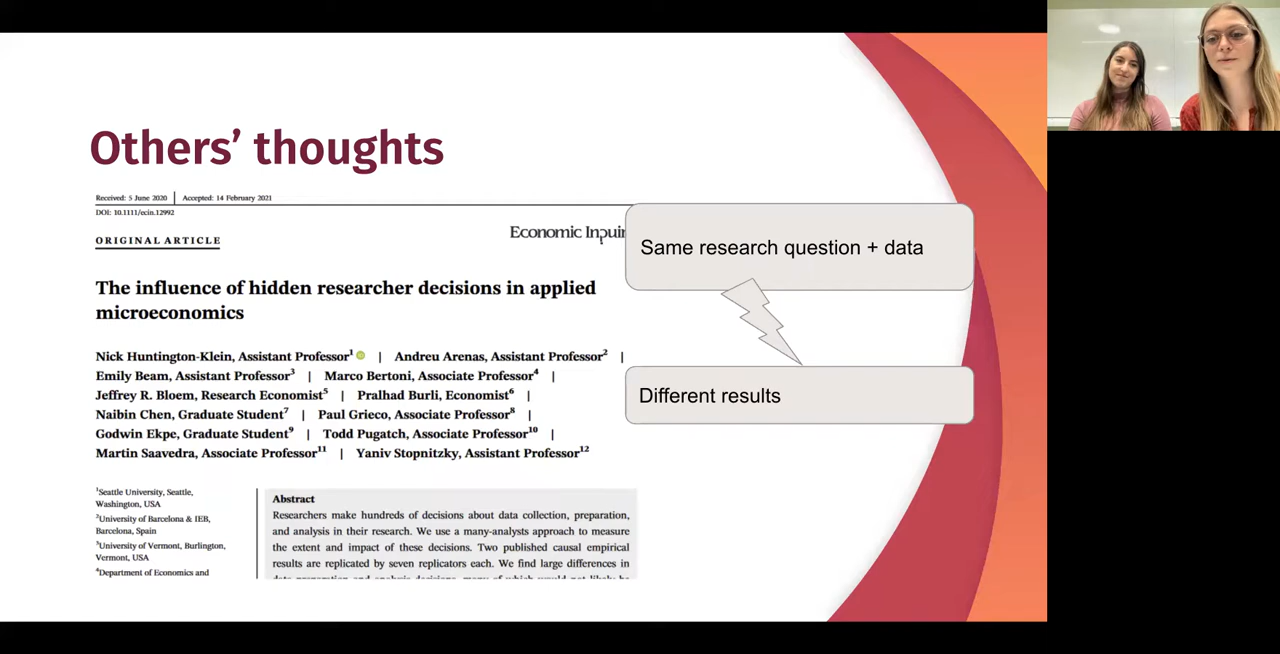 Others’ thoughts
Received: 5 June 2020 | Accepted: 14 February 2021
DOI: 10.1111/ecin.12992
ORIGINAL ARTICLE
Economic
The influence of hidden researcher decisions in applied
microeconomics
Nick Huntington-Klein, Assistant Professor1 | Andreu Arenas, Assistant Professor2 |
Emily Beam, Assistant Professor3 | Marco Bertoni, Associate Professor4 |
Jeffrey R. Bloem, Research Economist5 | Pralhad Burli, Economist6 |
Naibin Chen, Graduate Student7 | Paul Grieco, Associate Professor8 |
Godwin Ekpe, Graduate Student9 | Todd Pugatch, Associate Professor10 |
Martin Saavedra, Associate Professor11 | Yaniv Stopnitzky, Assistant Professor12
1Seattle University, Seattle,
Washington, USA
2University of Barcelona & IEB,
Barcelona, Spain
3University of Vermont, Burlington,
Vermont, USA
4Department of Economics and
Abstract
Researchers make hundreds of decisions about data collection, preparation,
and analysis in their research. We use a many-analysts approach to measure
the extent and impact of these decisions. Two published causal empirical
results are replicated by seven replicators each. We find large differences in
Same research question + data
Different results